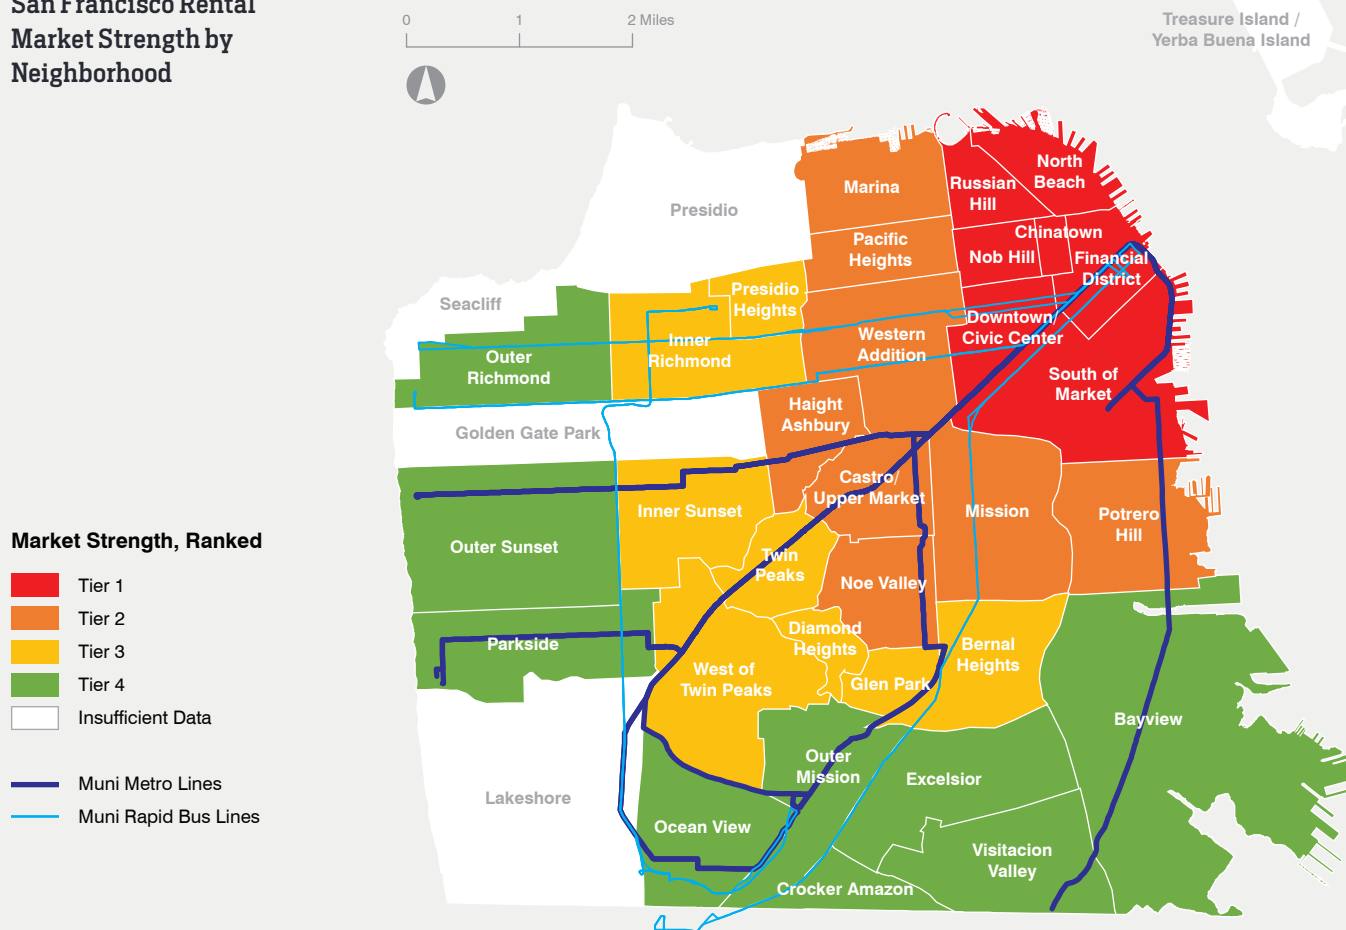 San Francisco Rental
Market Strength by
Neighborhood
0 1 2 Miles
Treasure Island /
Yerba Buena Island
North
Beach
Russian
Hill
Marina
Presidio
Chinatown
Pacific
Heights
Nob Hill
Financial
District
Presidio
Heights
Seacliff
Downtown/
Civic Center
Western
Addition
Inner
Richmond
Outer
Richmond
South of
Market
Haight
Ashbury
Golden Gate Park
Castro/
Upper Market
Inner Sunset
Mission
Potrero
Hill
Outer Sunset
Twin
Peaks
Noe Valley
Diamond
Heights
Parkside
Bernal
Heights
West of
Twin Peaks
Glen Park
Bayview
Outer
Mission
Excelsior
Lakeshore
Ocean View
Visitacion
Valley
Crocker Amazon
Market Strength, Ranked
Tier 1
Tier 2
Tier 3
Tier 4
Insufficient Data
Muni Metro Lines
Muni Rapid Bus Lines